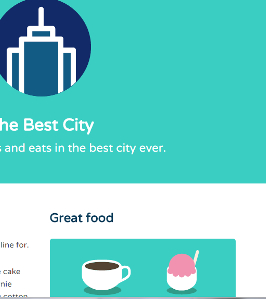 he Best City
s and eats in the best city ever.
Great food
line for.
cake
nie
cotton